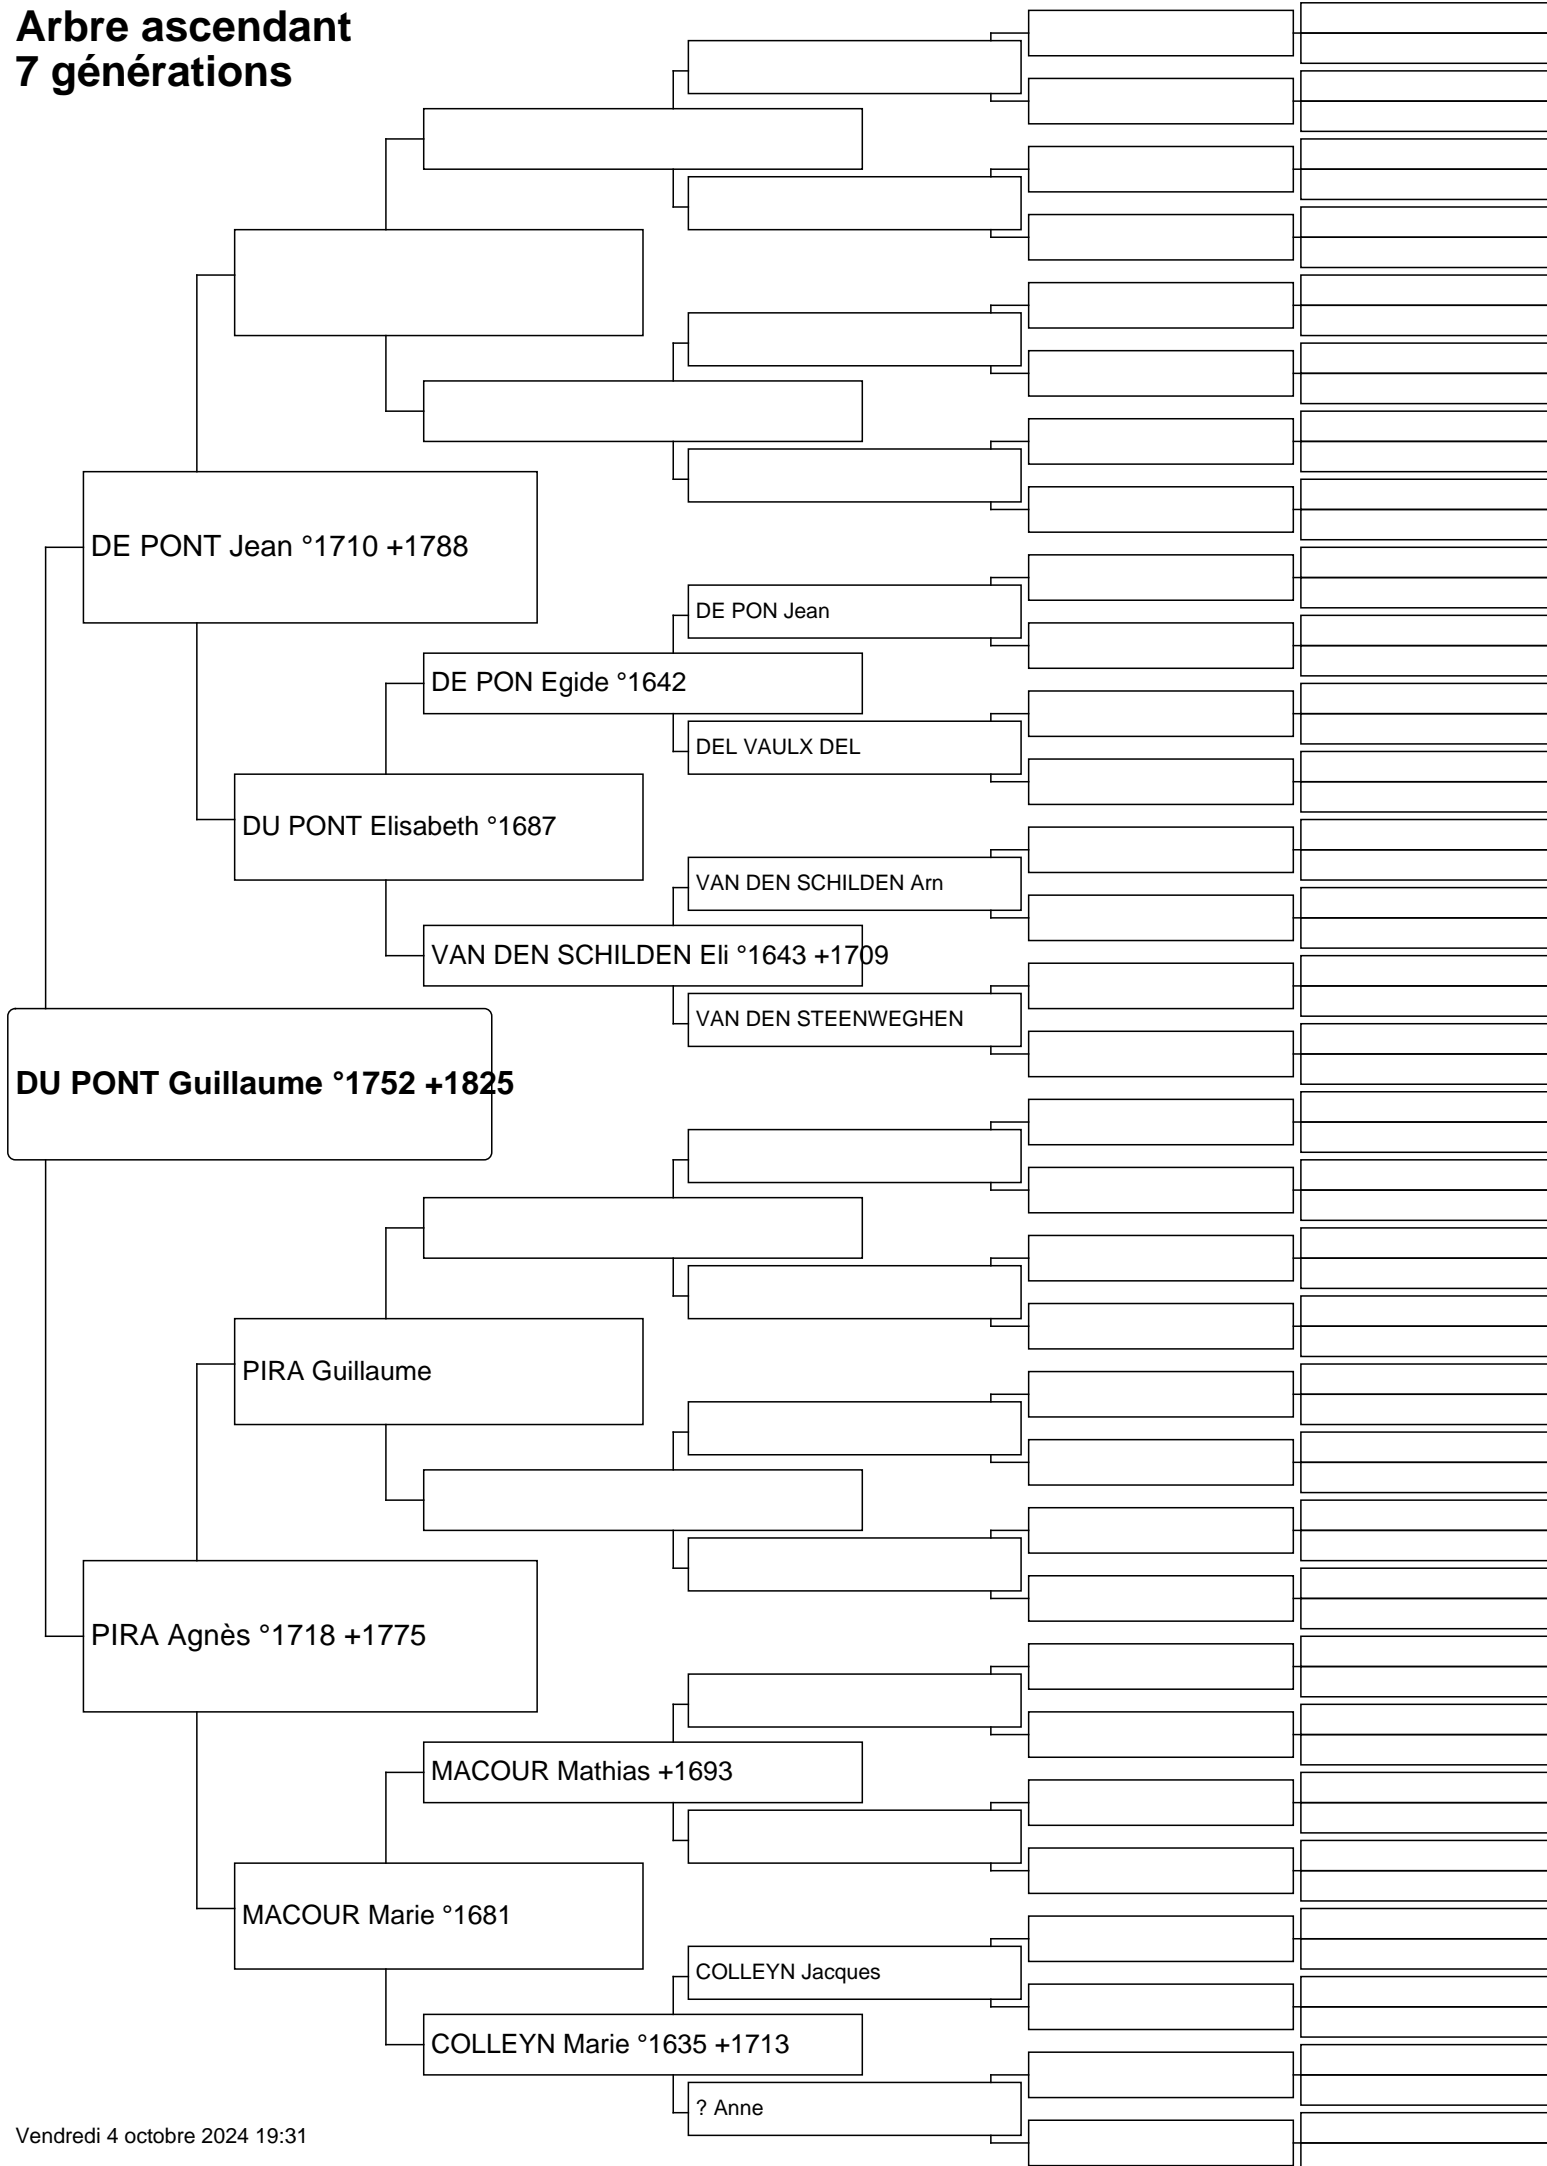 Arbre ascendant
7 générations
DE PONT Jean °1710 +1788
DE PON Jean
DE PON Egide °1642
DEL VAULX DEL
DU PONT Elisabeth °1687
VAN DEN SCHILDEN Arn
VAN DEN SCHILDEN Eli °1643 +1709
VAN DEN STEENWEGHEN
DU PONT Guillaume °1752 +1825
PIRA Guillaume
PIRA Agnès °1718 +1775
MACOUR Mathias +1693
MACOUR Marie °1681
COLLEYN Jacques
COLLEYN Marie °1635 +1713
? Anne
Vendredi 4 octobre 2024 19:31